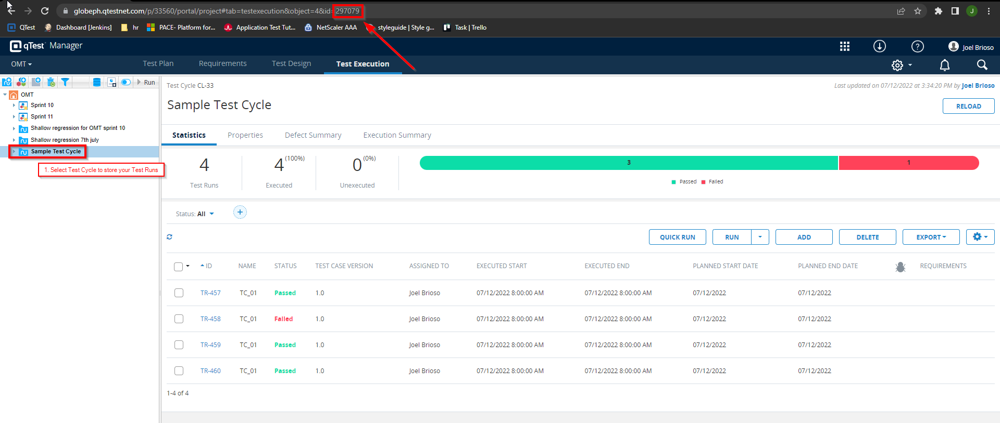 globeph.qtestnet.com/p/33560/portal/project#tab=testexecution&object=4&id=297079
J
QTest
Dashboard [Jenkins]
hr
PACE- Platform for...
Application Test Tut...
NetScaler AAA
styleguide | Style g...
Task | Trello
qTest Manager
Joel Brioso
OMT
Test Plan
Requirements
Test Design
Test Execution
Run
OMT
Sprint 10
Sprint 11
Shallow regression for OMT sprint 10
Shallow regression 7th july
Sample Test Cycle
1. Select Test Cycle to store your Test Runs
Test Cycle CL-33
Last updated on 07/12/2022 at 3:34:20 PM by Joel Brioso
Sample Test Cycle
RELOAD
Statistics
Properties
Defect Summary
Execution Summary
4
Test Runs
4 (100%)
Executed
0 (0%)
Unexecuted
3
1
Passed
Failed
Status: All
QUICK RUN
RUN
ADD
DELETE
EXPORT
ID NAME STATUS TEST CASE VERSION ASSIGNED TO EXECUTED START EXECUTED END PLANNED START DATE PLANNED END DATE REQUIREMENTS
TR-457 TC_01 Passed 1.0 Joel Brioso 07/12/2022 8:00:00 AM 07/12/2022 8:00:00 AM 07/12/2022 07/12/2022
TR-458 TC_01 Failed 1.0 Joel Brioso 07/12/2022 8:00:00 AM 07/12/2022 8:00:00 AM 07/12/2022 07/12/2022
TR-459 TC_01 Passed 1.0 Joel Brioso 07/12/2022 8:00:00 AM 07/12/2022 8:00:00 AM 07/12/2022 07/12/2022
TR-460 TC_01 Passed 1.0 Joel Brioso 07/12/2022 8:00:00 AM 07/12/2022 8:00:00 AM 07/12/2022 07/12/2022
1-4 of 4